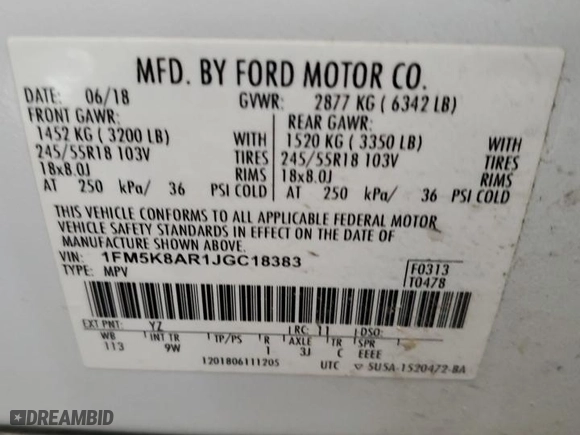 MFD. BY FORD MOTOR CO.
DATE: 06/18 GVWR: 2877 KG ( 6342 LB)
FRONT GAWR: REAR GAWR:
1452 KG ( 3200 LB) WITH 1520 KG ( 3350 LB) WITH
245/55R18 103V TIRES 245/55R18 103V TIRES
18x8.0J RIMS 18x8.0J RIMS
AT 250 kPa/ 36 PSI COLD AT 250 kPa/ 36 PSI COLD
THIS VEHICLE CONFORMS TO ALL APPLICABLE FEDERAL MOTOR
VEHICLE SAFETY STANDARDS IN EFFECT ON THE DATE OF
MANUFACTURE SHOWN ABOVE.
VIN: 1FM5K8AR1JGC18383
TYPE: MPV
F0313
T0478
EXT PNT: YZ RC: 11 DSO:
WB INT TR TP/PS R AXLE TR SPR
113 9W 1 3J C EEEE
1201806111205 UTC 5U5A-1520472-BA
DREAMBID